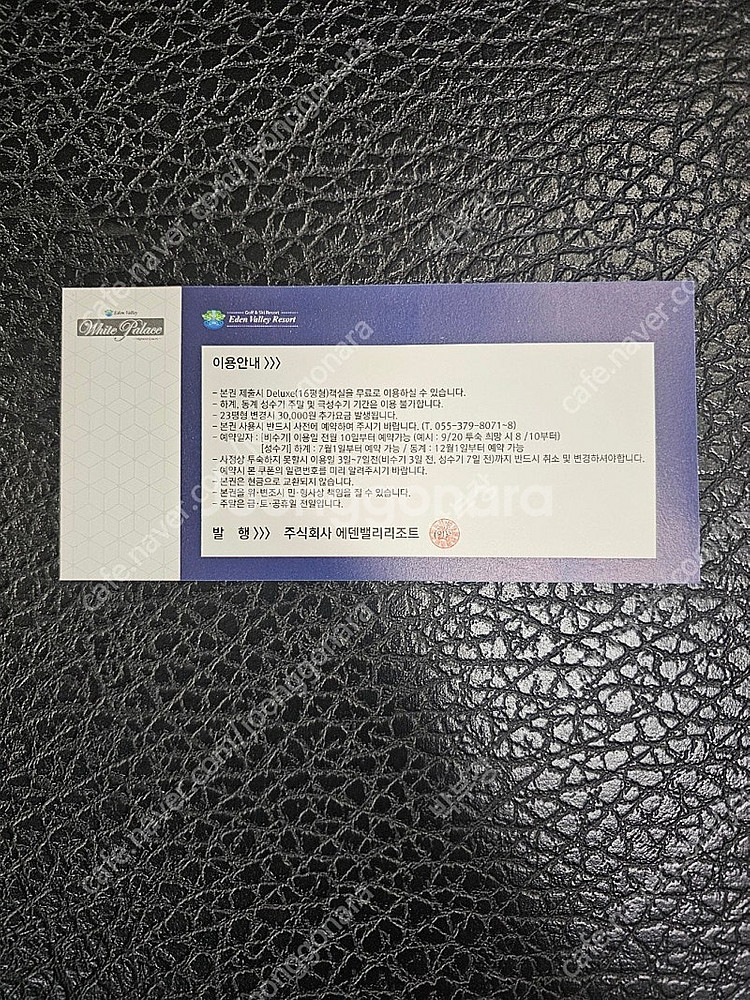 Eden Valley
White Palace
Golf & Ski Resort
Eden Valley Resort
이용안내 >>>
- 본권 제출시 Deluxe(16평형)객실을 무료로 이용하실 수 있습니다.
- 하계, 동계 성수기 주말 및 극성수기 기간은 이용 불가합니다.
- 23평형 변경시 30,000원 추가요금 발생됩니다.
- 본권 사용시 반드시 사전에 예약하여 주시기 바랍니다. (T. 055-379-8071~8)
- 예약일자 : [비수기] 이용일 전월 10일부터 예약가능 (예시 : 9/20 투숙 희망 시 8 /10부터)
[성수기] 하계 : 7월1일부터 예약 가능 / 동계 : 12월1일부터 예약 가능
- 사정상 투숙하지 못할시 이용일 3일~7일전(비수기 3일 전, 성수기 7일 전)까지 반드시 취소 및 변경하셔야합니다.
- 예약시 본 쿠폰의 일련번호를 미리 알려주시기 바랍니다.
- 본권은 현금으로 교환되지 않습니다.
- 본권을 위·변조시 민·형사상 책임을 질 수 있습니다.
- 주말은 금·토·공휴일 전일입니다.
발 행 >>> 주식회사 에덴밸리리조트
(인)
joonggonara
cafe.naver.com/joonggonara